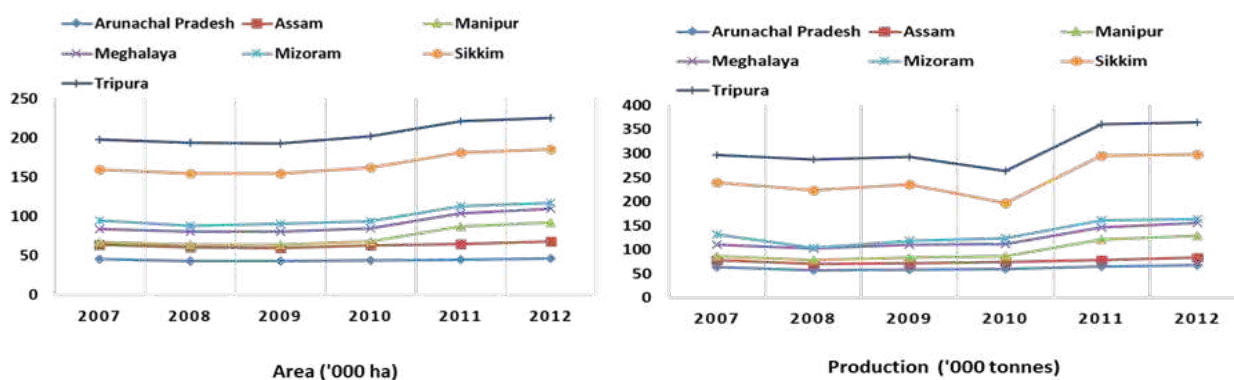 Arunachal Pradesh Assam Manipur
Meghalaya Mizoram Sikkim
Tripura
250
200
150
100
50
0
2007 2008 2009 2010 2011 2012
Area ('000 ha)
Arunachal Pradesh Assam Manipur
Meghalaya Mizoram Sikkim
Tripura
400
350
300
250
200
150
100
50
0
2007 2008 2009 2010 2011 2012
Production ('000 tonnes)